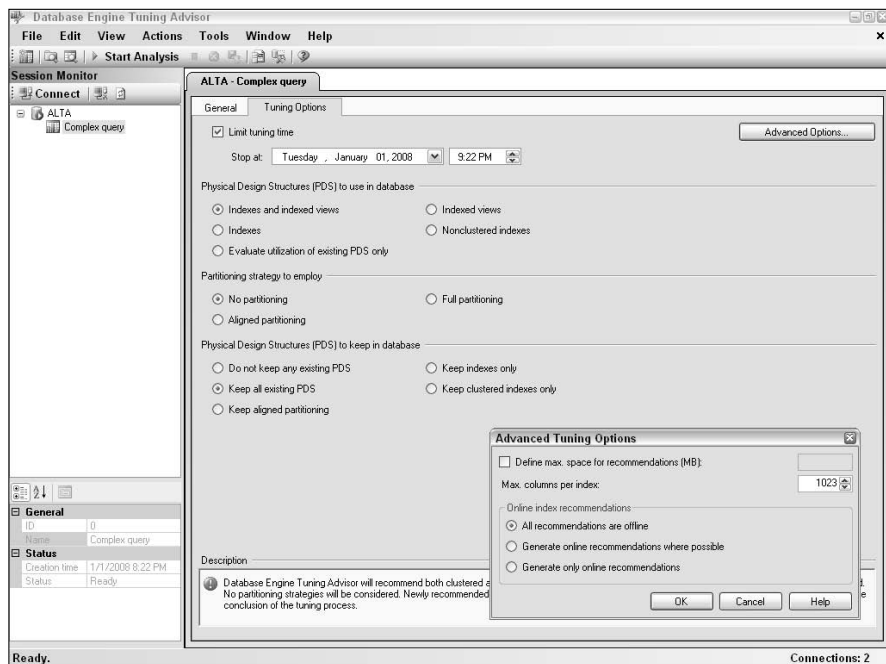 Database Engine Tuning Advisor
File Edit View Actions Tools Window Help
Start Analysis
Session Monitor
Connect
ALTA
Complex query
ALTA - Complex query
General Tuning Options
Limit tuning time
Advanced Options...
Stop at: Tuesday , January 01, 2008 9:22 PM
Physical Design Structures (PDS) to use in database
Indexes and indexed views Indexed views
Indexes Nonclustered indexes
Evaluate utilization of existing PDS only
Partitioning strategy to employ
No partitioning Full partitioning
Aligned partitioning
Physical Design Structures (PDS) to keep in database
Do not keep any existing PDS Keep indexes only
Keep all existing PDS Keep clustered indexes only
Keep aligned partitioning
Advanced Tuning Options
Define max. space for recommendations (MB):
Max. columns per index: 1023
Online index recommendations
All recommendations are offline
Generate online recommendations where possible
Generate only online recommendations
OK Cancel Help
General
ID 0
Name Complex query
Status
Creation time 1/1/2008 8:22 PM
Status Ready
Description
Database Engine Tuning Advisor will recommend both clustered a
No partitioning strategies will be considered. Newly recommended
conclusion of the tuning process.
Ready. Connections: 2